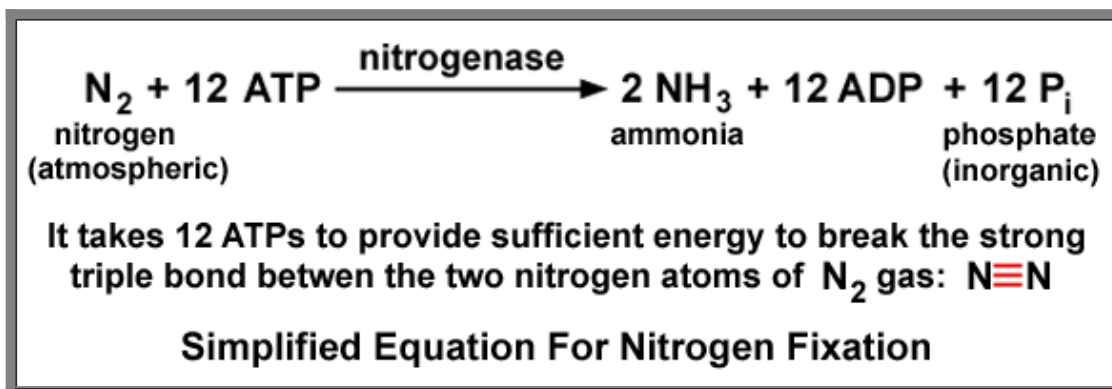 nitrogenase
N2 + 12 ATP 2 NH3 + 12 ADP + 12 Pi
nitrogen ammonia phosphate
(atmospheric) (inorganic)
It takes 12 ATPs to provide sufficient energy to break the strong
triple bond betwen the two nitrogen atoms of N2 gas: N≡N
Simplified Equation For Nitrogen Fixation